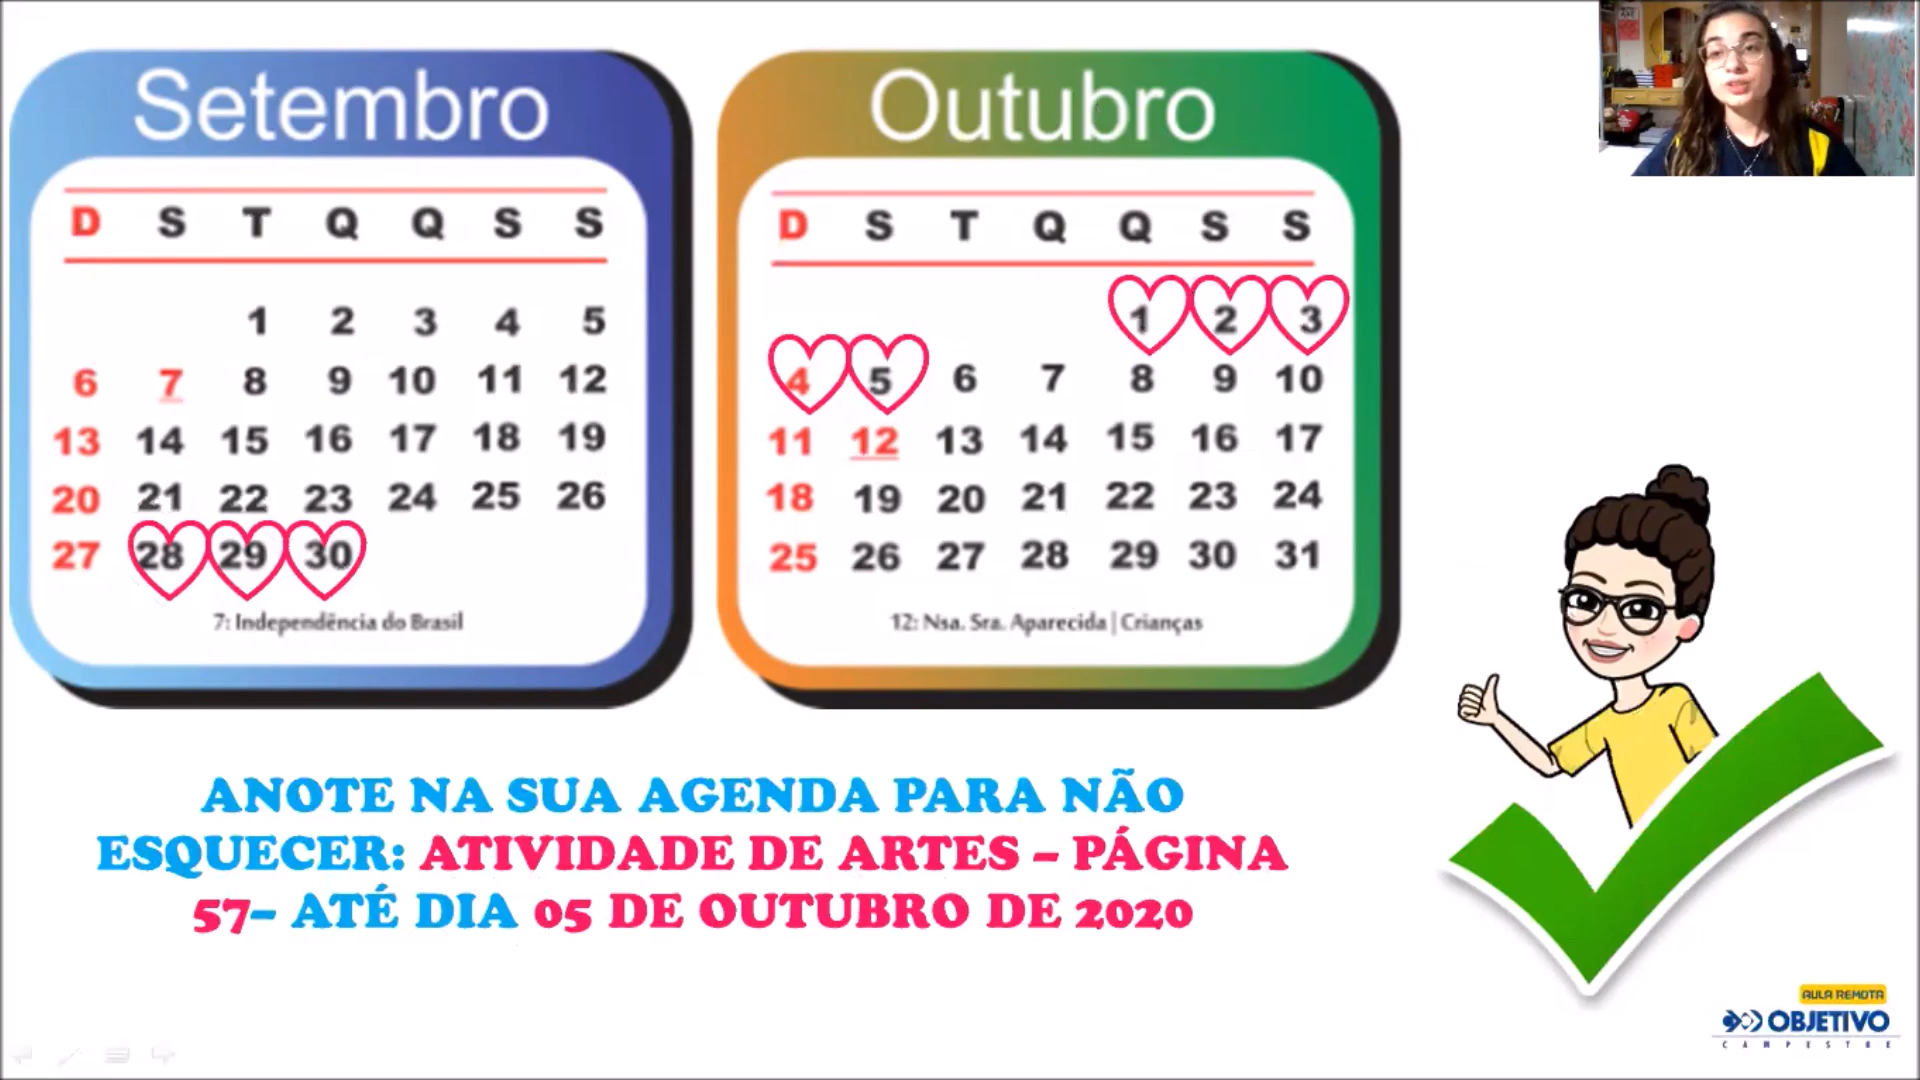 Setembro
D S T Q Q S S
1 2 3 4 5
6 7 8 9 10 11 12
13 14 15 16 17 18 19
20 21 22 23 24 25 26
27 28 29 30
7: Independência do Brasil
Outubro
D S T Q Q S S
1 2 3
4 5 6 7 8 9 10
11 12 13 14 15 16 17
18 19 20 21 22 23 24
25 26 27 28 29 30 31
12: Nsa. Sra. Aparecida | Crianças
ANOTE NA SUA AGENDA PARA NÃO
ESQUECER: ATIVIDADE DE ARTES – PÁGINA
57– ATÉ DIA 05 DE OUTUBRO DE 2020
AULA REMOTA
OBJETIVO
CAMPESTRE